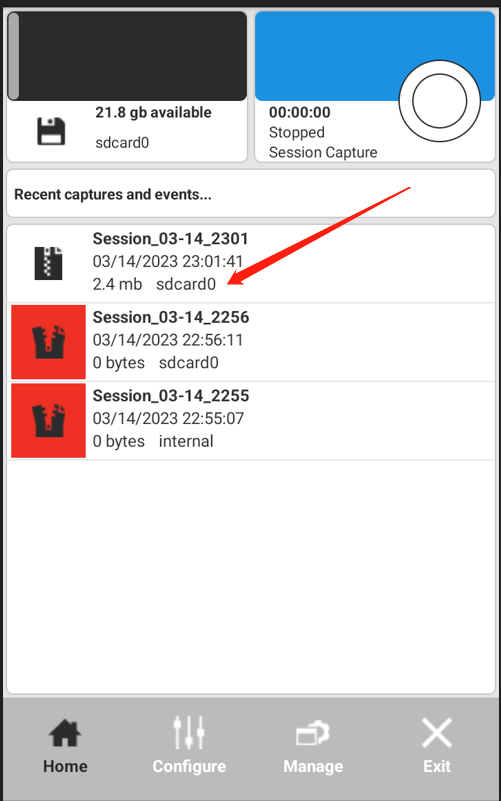 21.8 gb available
sdcard0
00:00:00
Stopped
Session Capture
Recent captures and events...
Session_03-14_2301
03/14/2023 23:01:41
2.4 mb sdcard0
Session_03-14_2256
03/14/2023 22:56:11
0 bytes sdcard0
Session_03-14_2255
03/14/2023 22:55:07
0 bytes internal
Home Configure Manage Exit